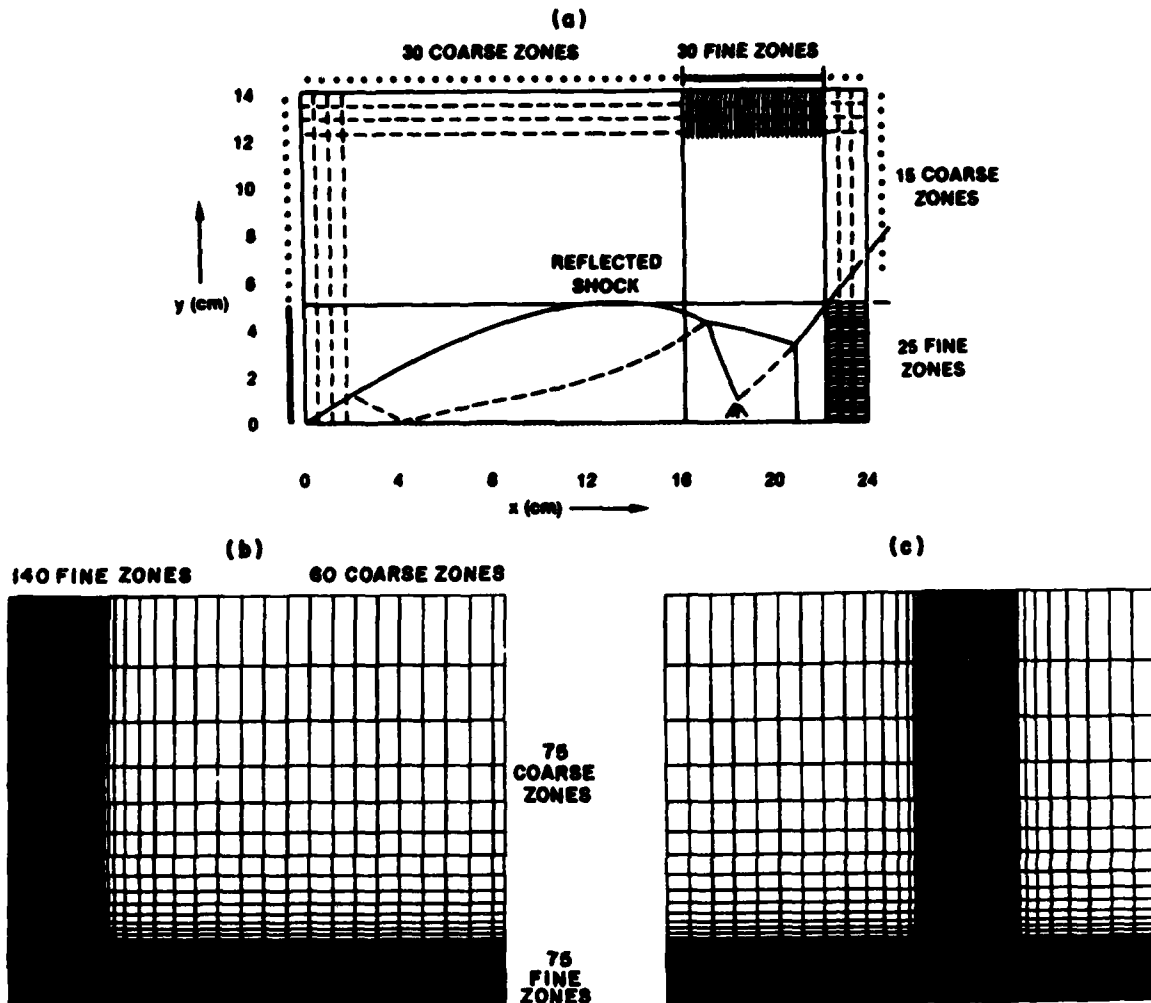 (a)
30 COARSE ZONES
30 FINE ZONES
14
12
10
8
6
4
2
0
y (cm)
REFLECTED
SHOCK
15 COARSE
ZONES
25 FINE
ZONES
0 4 8 12 16 20 24
x (cm)
(b)
140 FINE ZONES
60 COARSE ZONES
75
COARSE
ZONES
75
FINE
ZONES
(c)